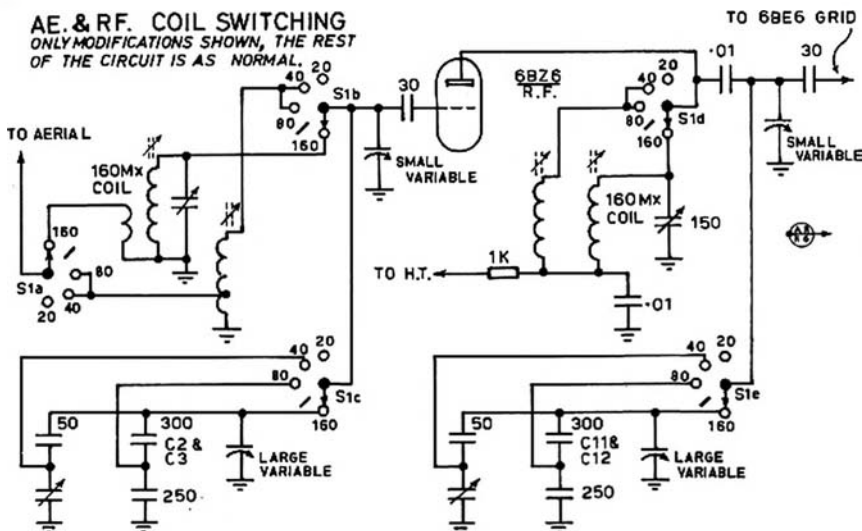 AE. & RF. COIL SWITCHING
ONLY MODIFICATIONS SHOWN, THE REST
OF THE CIRCUIT IS AS NORMAL.
TO 6BE6 GRID
20
40
S1b
80
160
30
6BZ6
R.F.
20
40
80
S1d
160
.01
30
TO AERIAL
160Mx
COIL
SMALL
VARIABLE
160Mx
COIL
150
SMALL
VARIABLE
160
80
S1a
20
40
TO H.T.
1K
.01
20
40
80
S1c
160
50
300
C2 &
C3
LARGE
VARIABLE
250
20
40
80
S1e
160
50
300
C11 &
C12
LARGE
VARIABLE
250